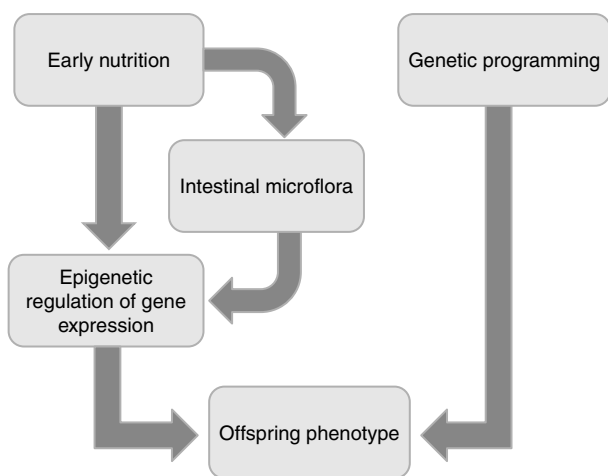 Early nutrition
Genetic programming
Intestinal microflora
Epigenetic
regulation of gene
expression
Offspring phenotype